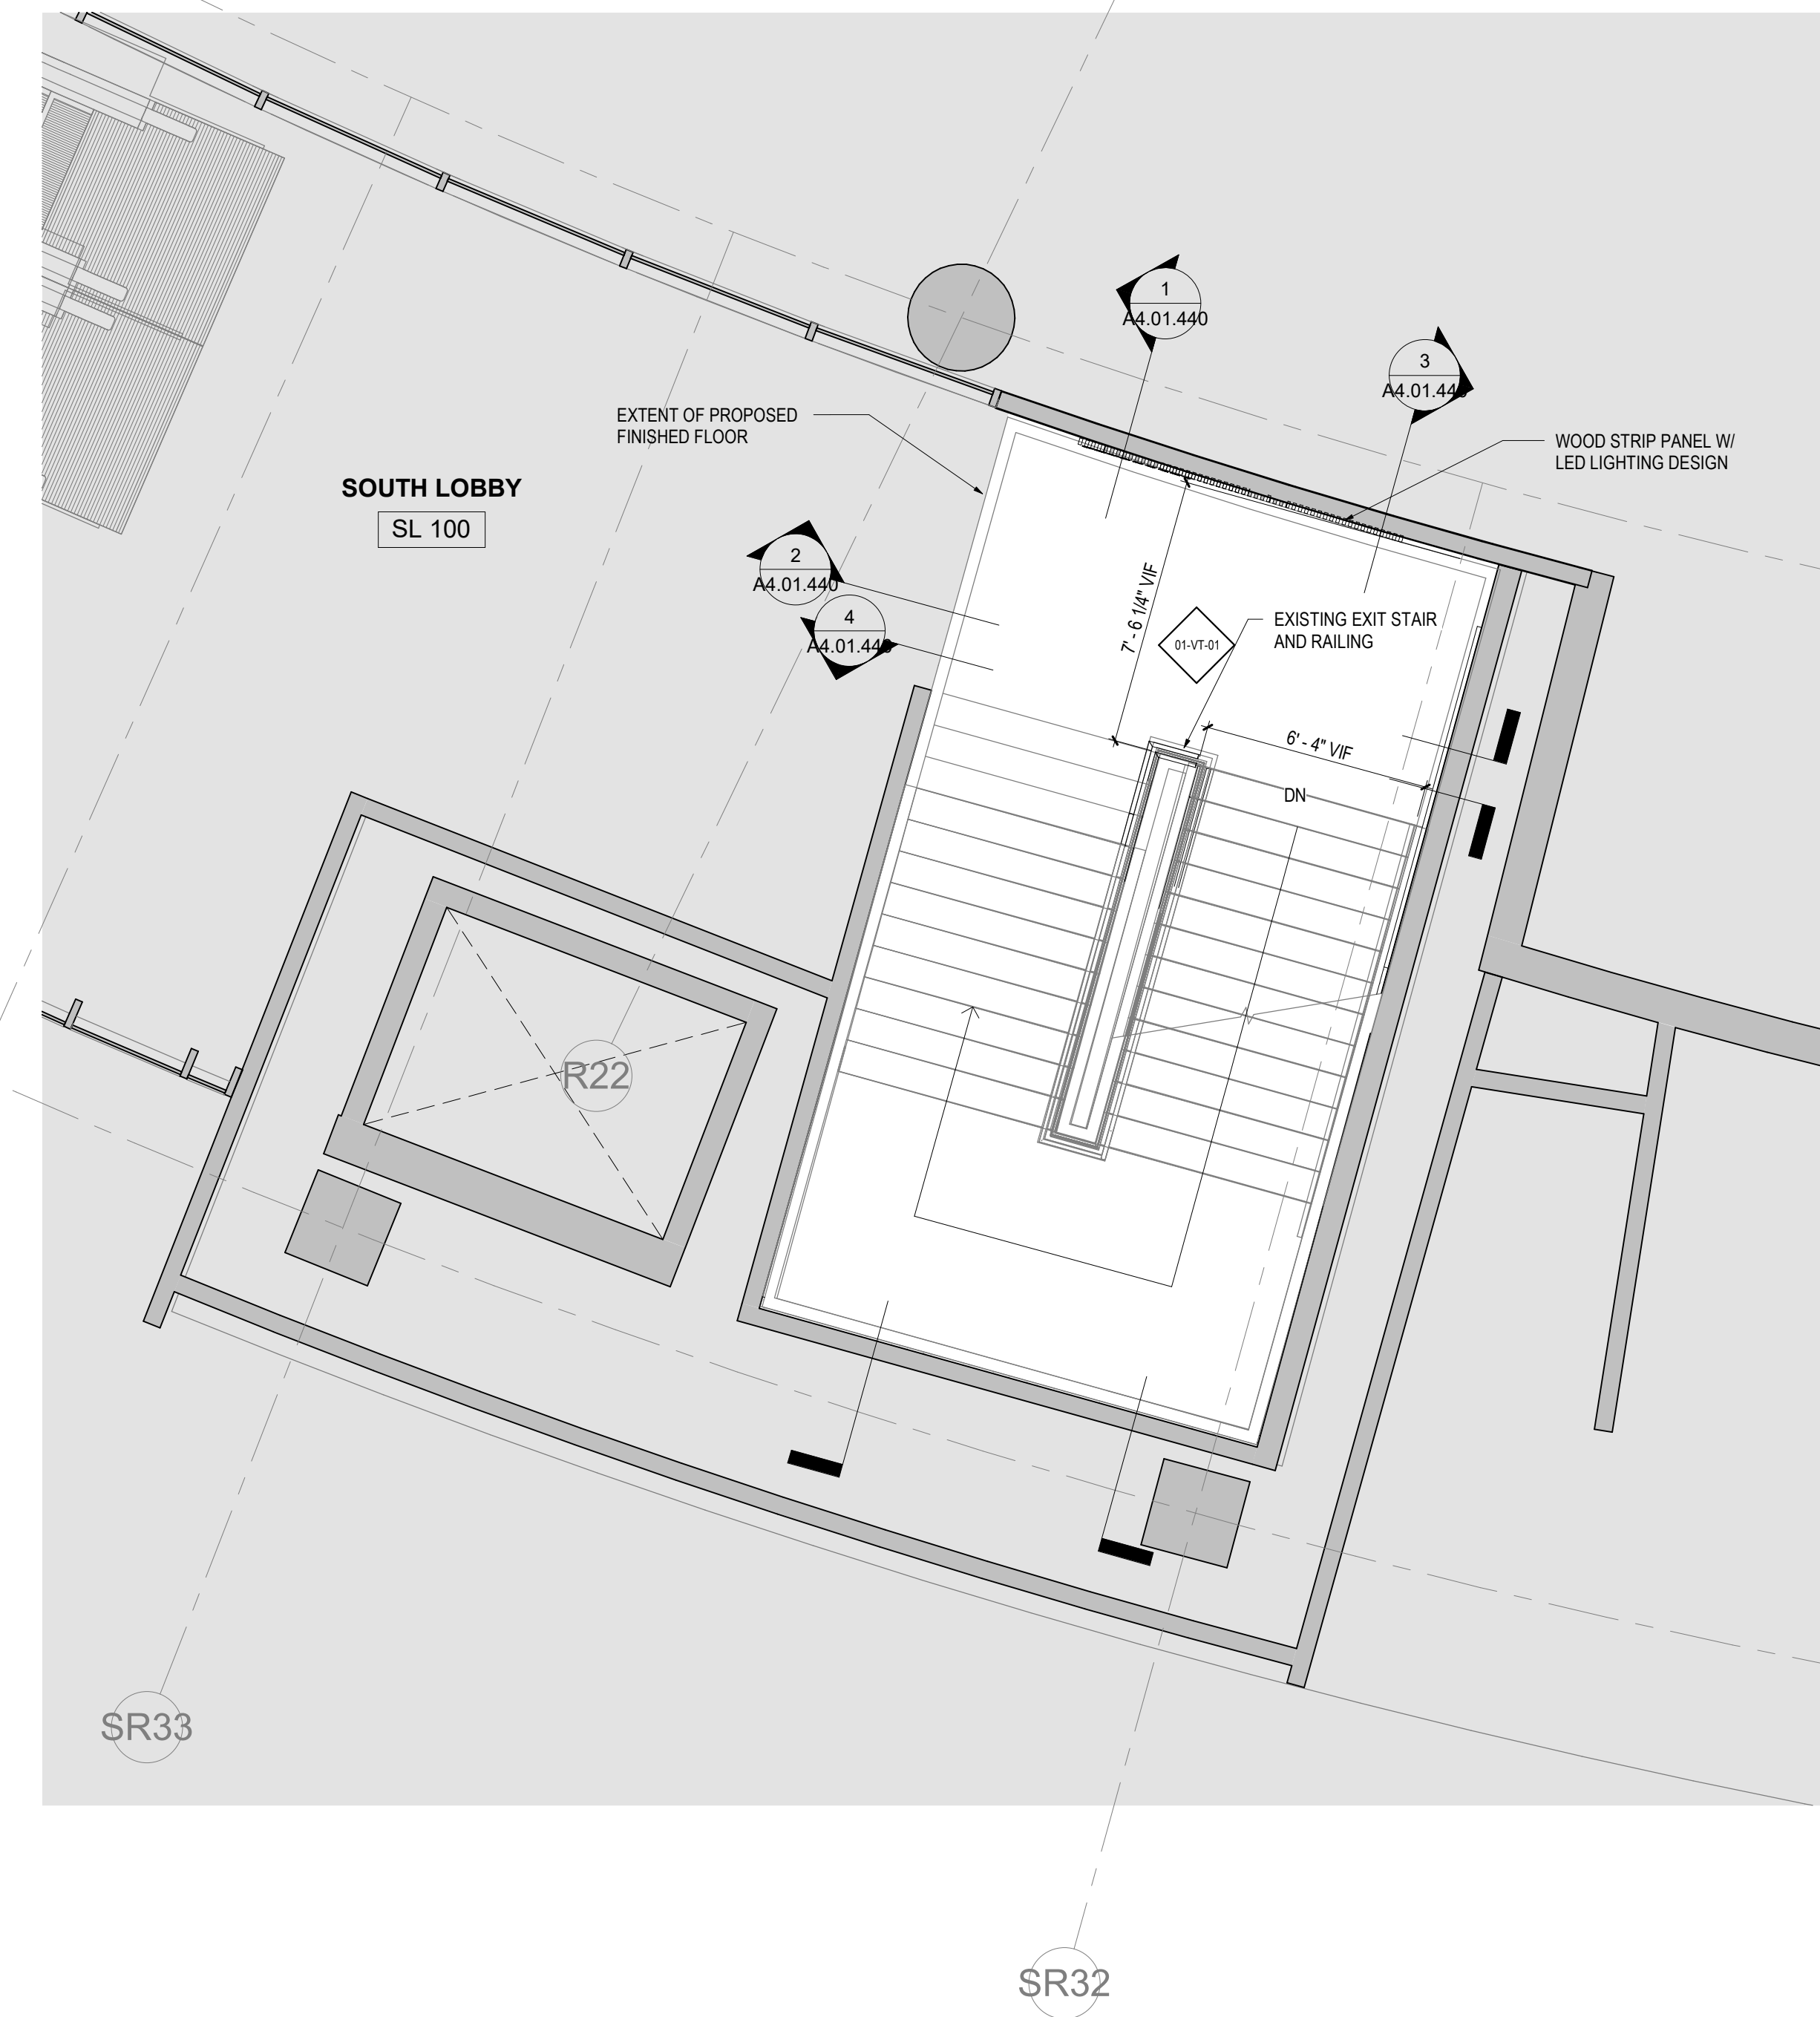 1
A4.01.440
3
A4.01.440
EXTENT OF PROPOSED
FINISHED FLOOR
WOOD STRIP PANEL W/
LED LIGHTING DESIGN
SOUTH LOBBY
SL 100
2
A4.01.440
4
A4.01.440
7' - 6 1/4" VIF
01-VT-01
EXISTING EXIT STAIR
AND RAILING
6' - 4" VIF
DN
R22
SR33
SR32